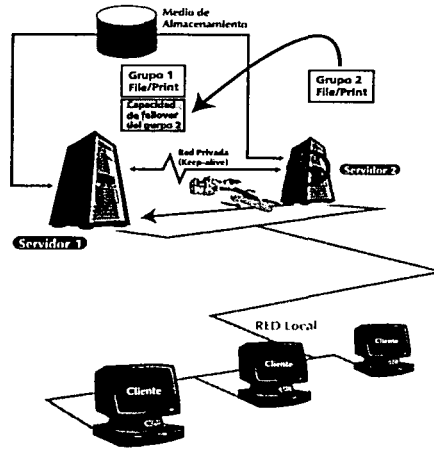 Medio de
Almacenamiento
Grupo 1
File/Print
Capacidad
de failover
del gurpo 2
Grupo 2
File/Print
Red Privada
(Keep-alive)
Servidor 2
Servidor 1
RED Local
Cliente
Cliente
Cliente